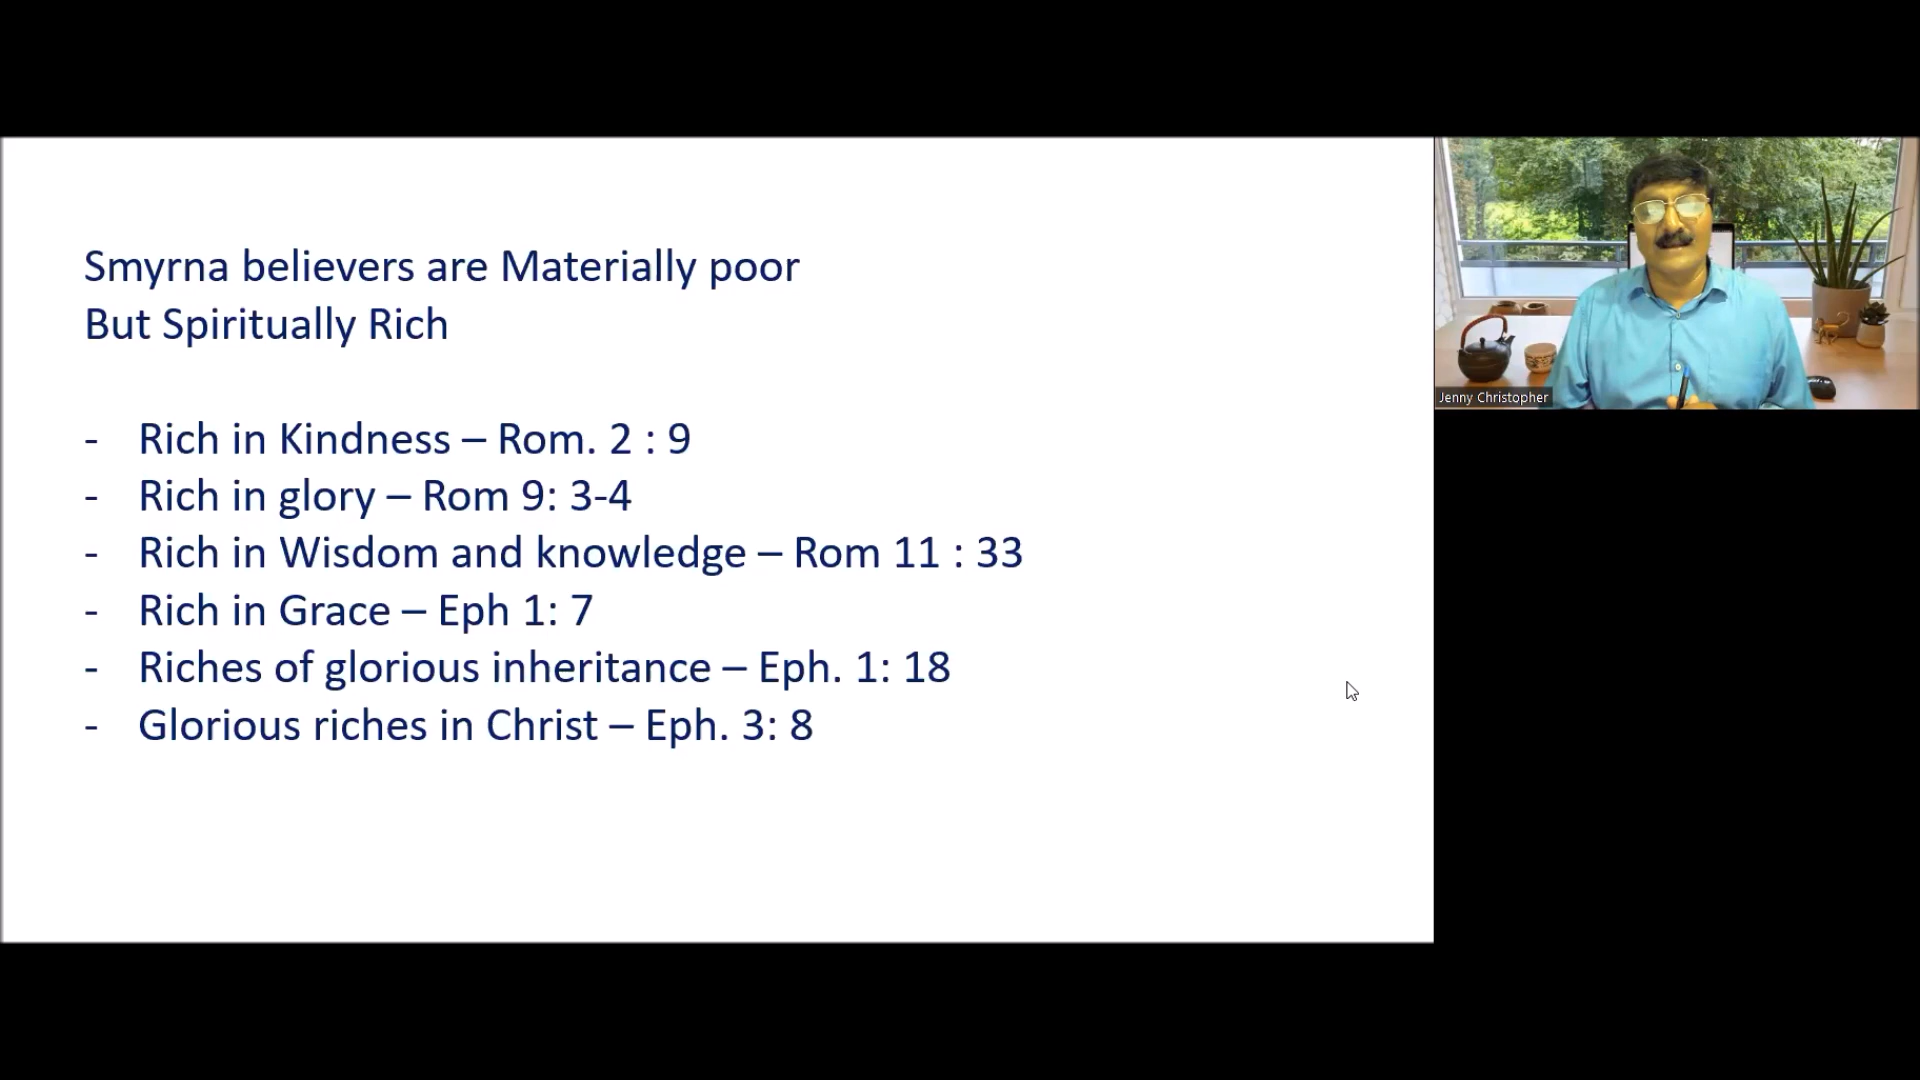 Smyrna believers are Materially poor
But Spiritually Rich
- Rich in Kindness – Rom. 2 : 9
- Rich in glory – Rom 9: 3-4
- Rich in Wisdom and knowledge – Rom 11 : 33
- Rich in Grace – Eph 1: 7
- Riches of glorious inheritance – Eph. 1: 18
- Glorious riches in Christ – Eph. 3: 8
Jenny Christopher